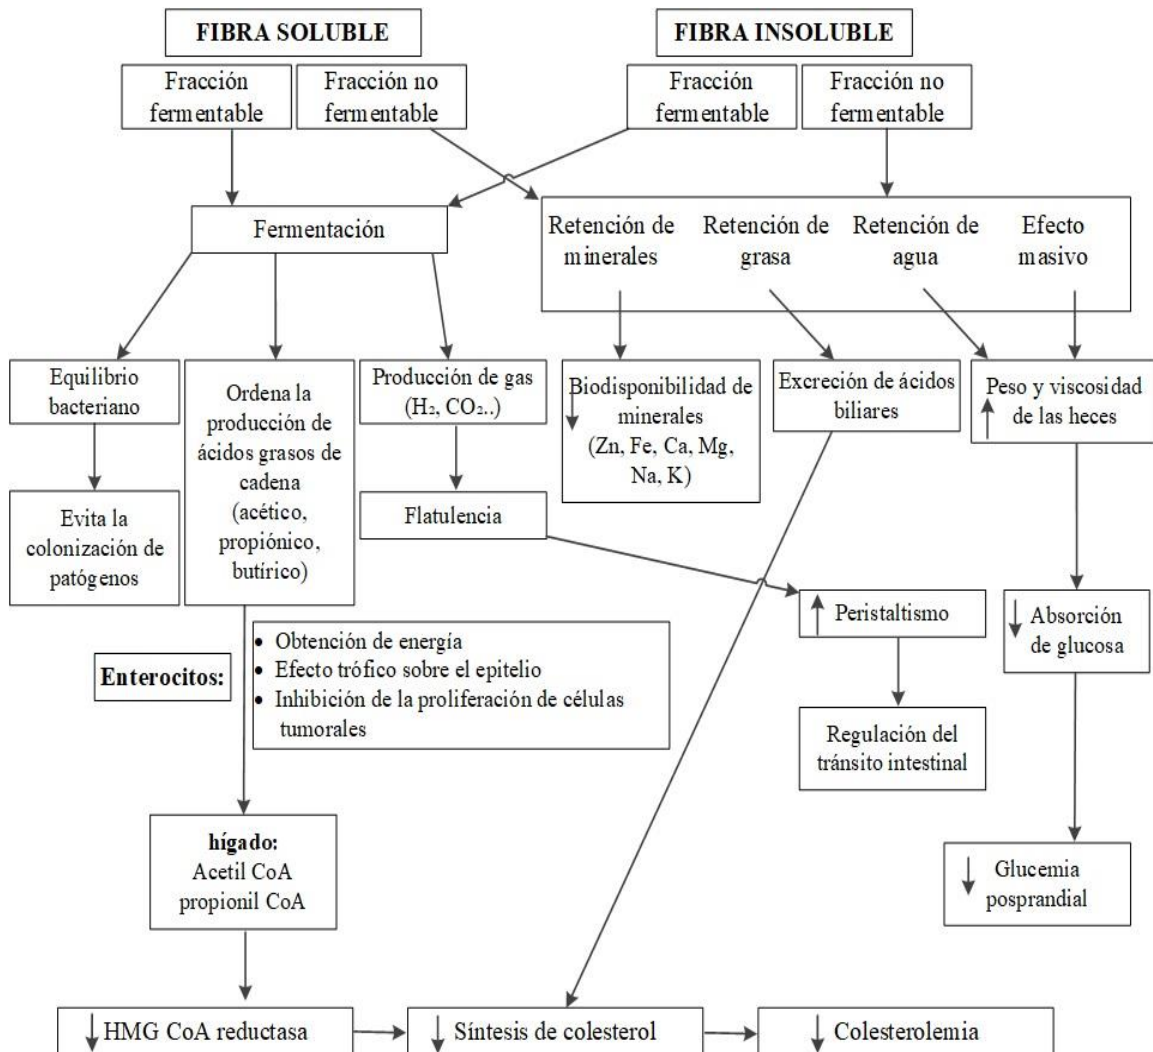 FIBRA SOLUBLE
FIBRA INSOLUBLE
Fracción
fermentable
Fracción no
fermentable
Fracción
fermentable
Fracción no
fermentable
Fermentación
Retención de
minerales
Retención de
grasa
Retención de
agua
Efecto
masivo
Equilibrio
bacteriano
Ordena la
producción de
ácidos grasos de
cadena
(acético,
propiónico,
butírico)
Producción de gas
(H₂, CO₂..)
Biodisponibilidad de
minerales
(Zn, Fe, Ca, Mg,
Na, K)
Excreción de ácidos
biliares
Peso y viscosidad
de las heces
Evita la
colonización de
patógenos
Flatulencia
Peristaltismo
Absorción
de glucosa
Enterocitos:
• Obtención de energía
• Efecto trófico sobre el epitelio
• Inhibición de la proliferación de células
tumorales
Regulación del
tránsito intestinal
hígado:
Acetil CoA
propionil CoA
Glucemia
posprandial
HMG CoA reductasa
Síntesis de colesterol
Colesterolemia